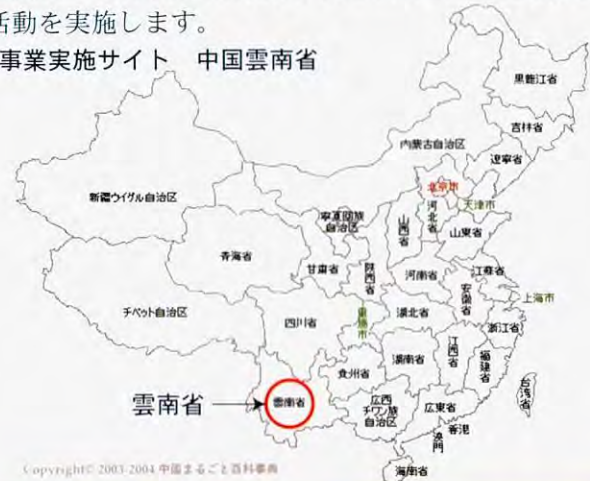 活動を実施します。
事業実施サイト　中国雲南省
黒龍江省
吉林省
内蒙古自治区
遼寧省
北京市
天津市
新疆ウイグル自治区
寧夏回族
自治区
山西省
河北省
山東省
青海省
甘粛省
陝西省
河南省
江蘇省
安徽省
上海市
チベット自治区
四川省
重慶市
湖北省
浙江省
貴州省
湖南省
江西省
福建省
台湾省
雲南省
雲南省
広西
チワン族
自治区
広東省
香港
澳門
海南省
Copyright© 2003-2004 中国まるごと百科事典